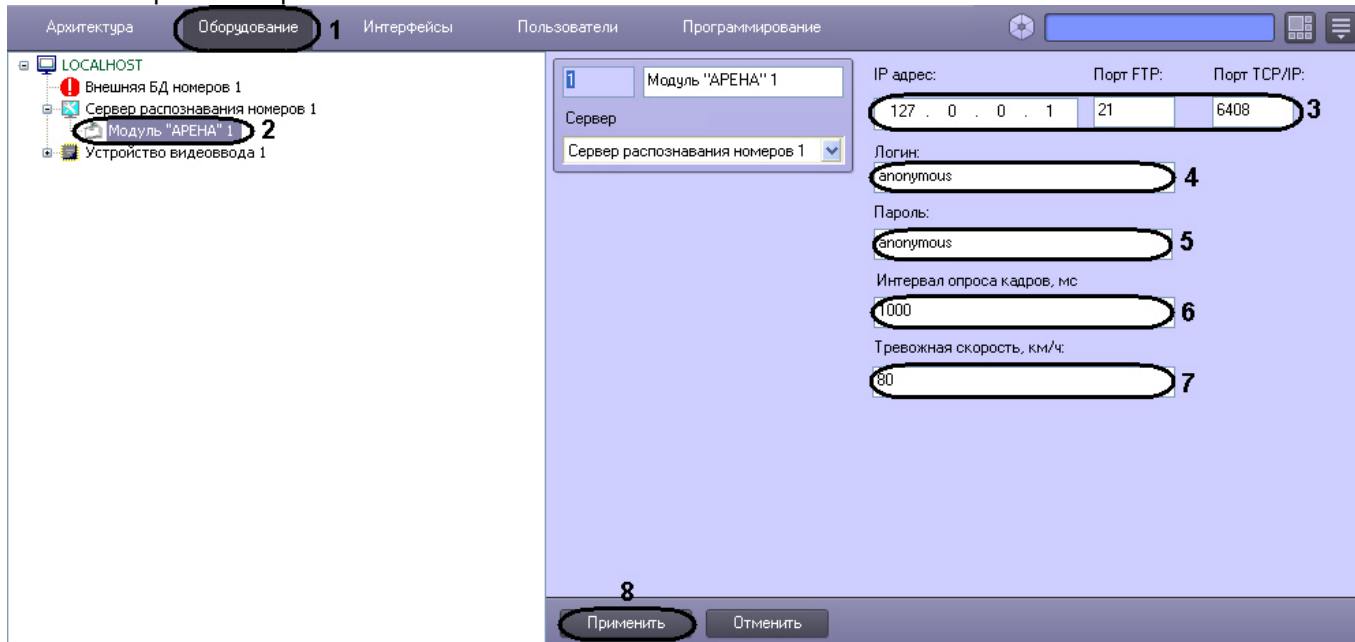 Архитектура Оборудование 1 Интерфейсы Пользователи Программирование
LOCALHOST
Внешняя БД номеров 1
Сервер распознавания номеров 1
Модуль "АРЕНА" 1 2
Устройство видеоввода 1
1 Модуль "АРЕНА" 1
Сервер
Сервер распознавания номеров 1
IP адрес: Порт FTP: Порт TCP/IP:
127 . 0 . 0 . 1 21 6408 3
Логин:
anonymous 4
Пароль:
anonymous 5
Интервал опроса кадров, мс
1000 6
Тревожная скорость, км/ч:
80 7
8
Применить Отменить